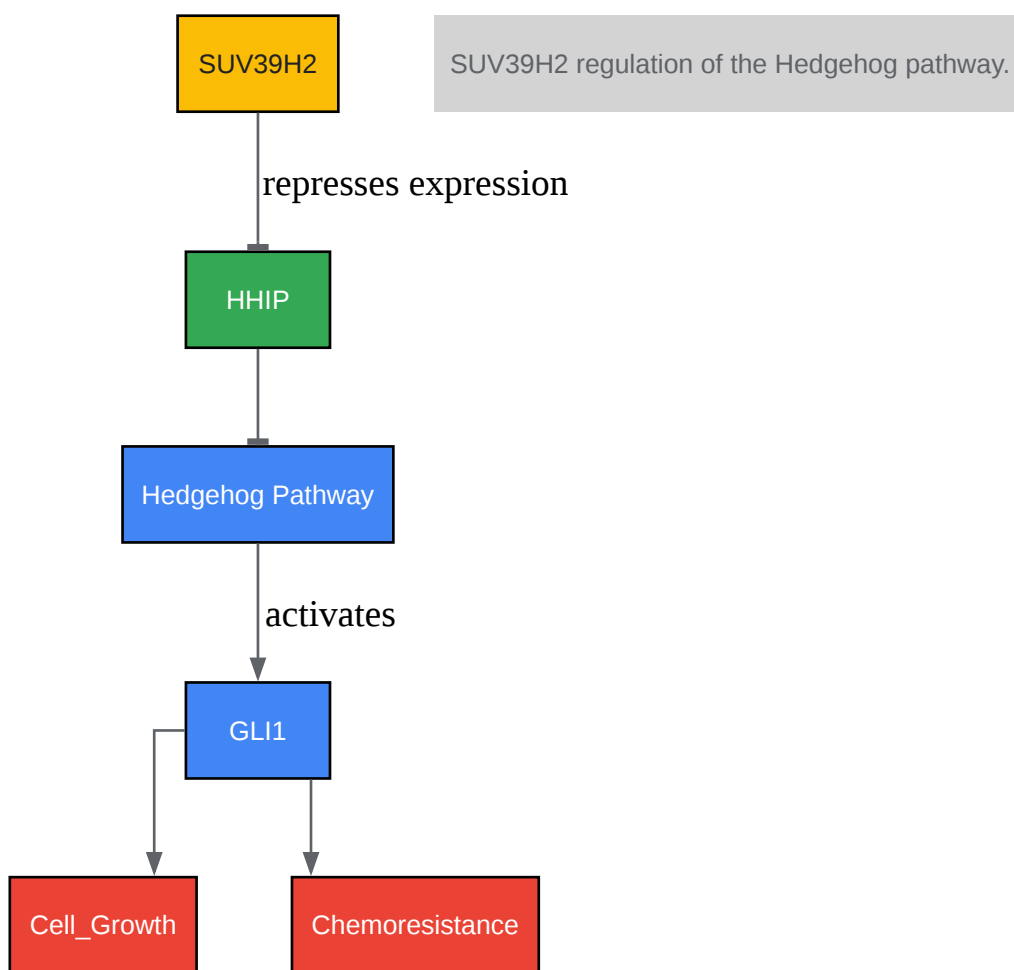 SUV39H2
SUV39H2 regulation of the Hedgehog pathway.
represses expression
HHIP
Hedgehog Pathway
activates
GLI1
Cell_Growth
Chemoresistance